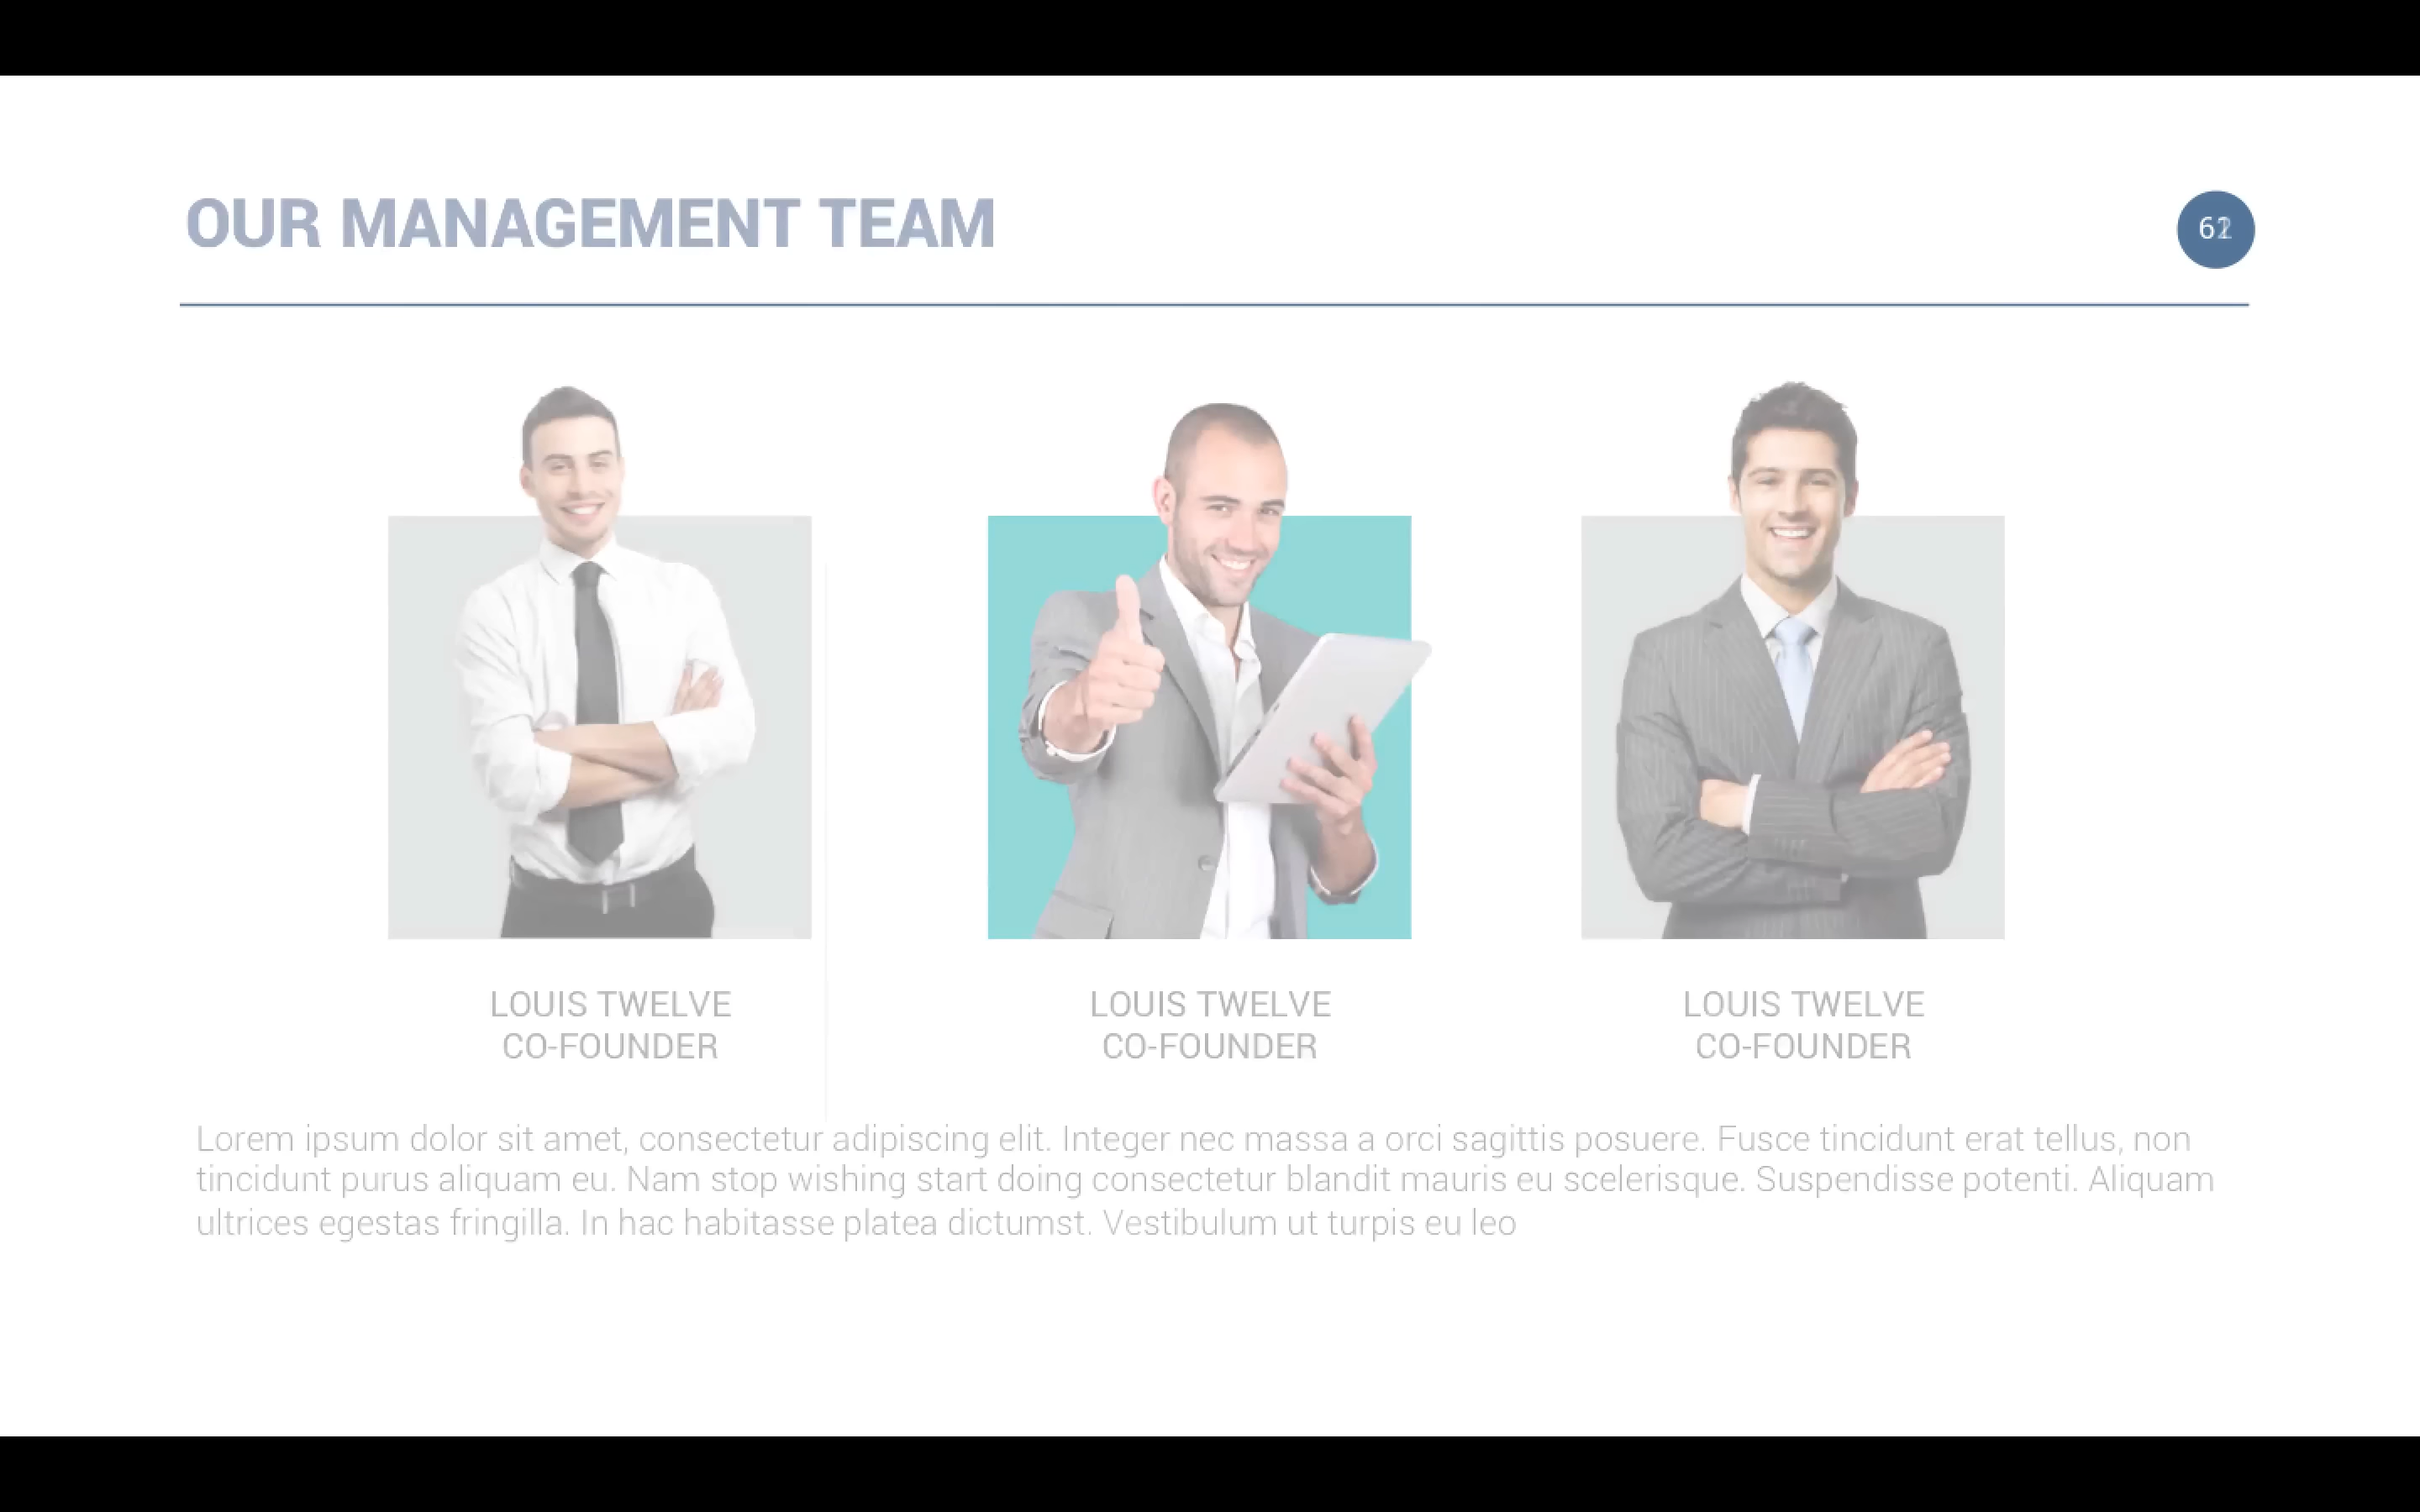 OUR MANAGEMENT TEAM
LOUIS TWELVE
CO-FOUNDER
LOUIS TWELVE
CO-FOUNDER
LOUIS TWELVE
CO-FOUNDER
Lorem ipsum dolor sit amet, consectetur adipiscing elit. Integer nec massa a orci sagittis posuere. Fusce tincidunt erat tellus, non
tincidunt purus aliquam eu. Nam stop wishing start doing consectetur blandit mauris eu scelerisque. Suspendisse potenti. Aliquam
ultrices egestas fringilla. In hac habitasse platea dictumst. Vestibulum ut turpis eu leo